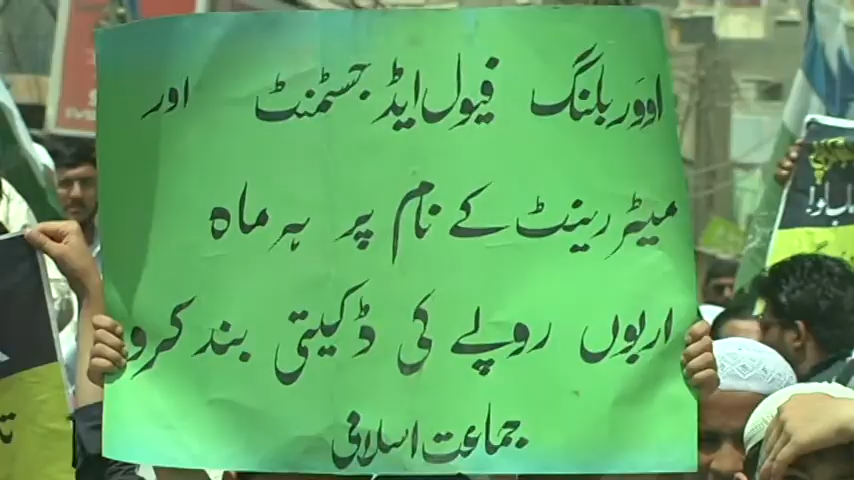 اوور بلنگ فیول ایڈجسٹمنٹ اور
میٹر رینٹ کے نام پر ہر ماہ
اربوں روپے کی ڈکیتی بند کرو
جماعت اسلامی